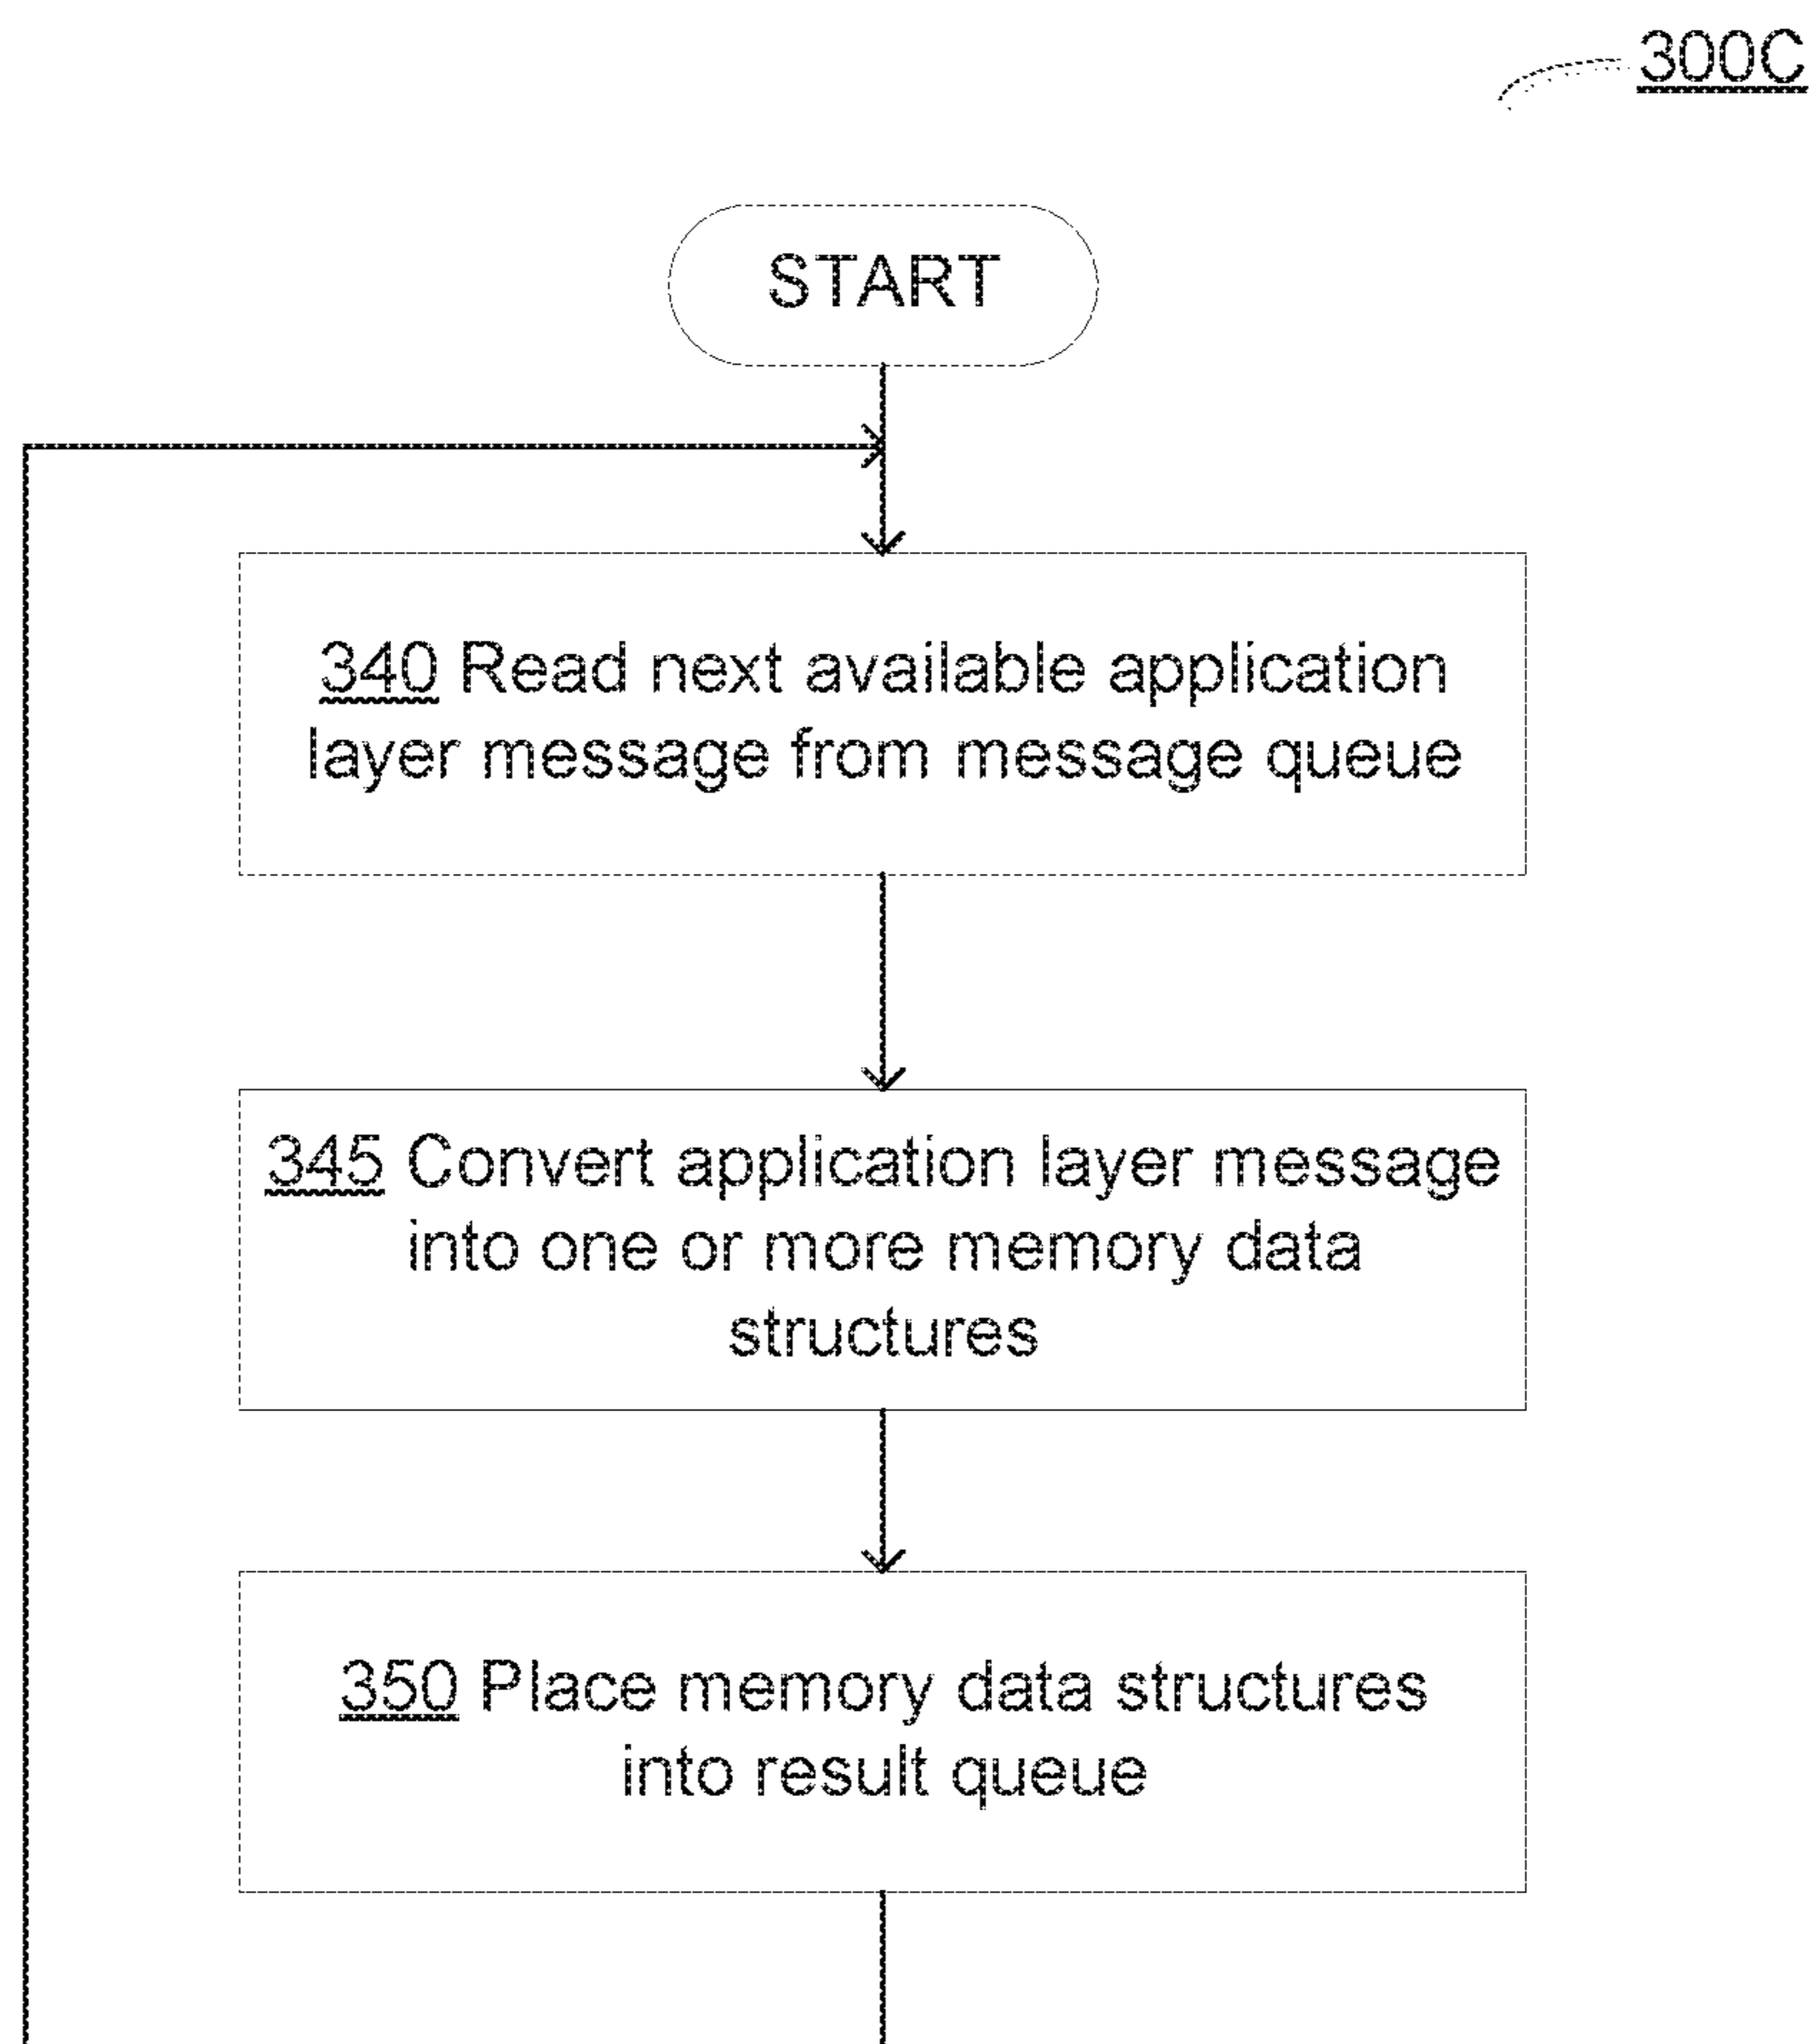 300C
START
340 Read next available application
layer message from message queue
345 Convert application layer message
into one or more memory data
structures
350 Place memory data structures
into result queue